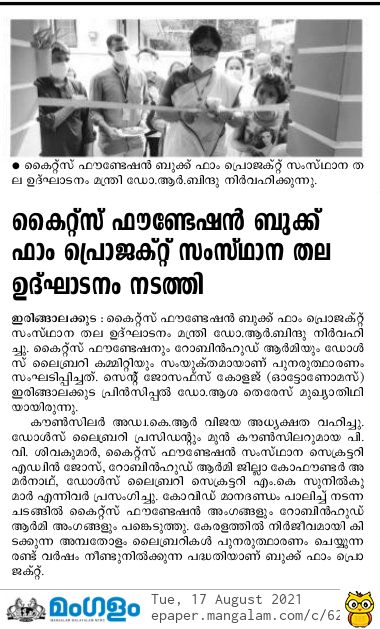 ● കൈറ്റ്സ് ഫൗണ്ടേഷൻ ബുക്ക് ഫാം പ്രൊജക്റ്റ് സംസ്ഥാന ത
ല ഉദ്ഘാടനം മന്ത്രി ഡോ.ആർ.ബിന്ദു നിർവഹിക്കുന്നു.
കൈറ്റ്സ് ഫൗണ്ടേഷൻ ബുക്ക്
ഫാം പ്രൊജക്റ്റ് സംസ്ഥാന തല
ഉദ്ഘാടനം നടത്തി
ഇരിങ്ങാലക്കുട : കൈറ്റ്സ് ഫൗണ്ടേഷൻ ബുക്ക് ഫാം പ്രൊജക്റ്റ്
സംസ്ഥാന തല ഉദ്ഘാടനം മന്ത്രി ഡോ.ആർ.ബിന്ദു നിർവഹി
ച്ചു. കൈറ്റ്സ് ഫൗണ്ടേഷനും റോബിൻഹുഡ് ആർമിയും ഡോൾ
സ് ലൈബ്രറി കമ്മിറ്റിയും സംയുക്തമായാണ് പുനരുത്ഥാരണം
സംഘടിപ്പിച്ചത്. സെന്റ് ജോസഫ്സ് കോളജ് (ഓട്ടോണോമസ്)
ഇരിങ്ങാലക്കുട പ്രിൻസിപ്പൽ ഡോ.ആശ തെരേസ് മുഖ്യാതിഥി
യായിരുന്നു.
കൗൺസിലർ അഡ്വ.കെ.ആർ വിജയ അധ്യക്ഷത വഹിച്ചു.
ഡോൾസ് ലൈബ്രറി പ്രസിഡന്റും മുൻ കൗൺസിലറുമായ പി.
വി. ശിവകുമാർ, കൈറ്റ്സ് ഫൗണ്ടേഷൻ സംസ്ഥാന സെക്രട്ടറി
എഡിൻ ജോസ്, റോബിൻഹുഡ് ആർമി ജില്ലാ കോഫൗണ്ടർ അ
മർനാഥ്, ഡോൾസ് ലൈബ്രറി സെക്രട്ടറി എം.കെ സുനിൽകു
മാർ എന്നിവർ പ്രസംഗിച്ചു. കോവിഡ് മാനദണ്ഡം പാലിച്ച് നടന്ന
ചടങ്ങിൽ കൈറ്റ്സ് ഫൗണ്ടേഷൻ അംഗങ്ങളും റോബിൻഹുഡ്
ആർമി അംഗങ്ങളും പങ്കെടുത്തു. കേരളത്തിൽ നിർജീവമായി കി
ടക്കുന്ന അമ്പതോളം ലൈബ്രറികൾ പുനരുത്ഥാരണം ചെയ്യുന്ന
രണ്ട് വർഷം നീണ്ടുനിൽക്കുന്ന പദ്ധതിയാണ് ബുക്ക് ഫാം പ്രൊ
ജക്റ്റ്.
മംഗളം
Tue, 17 August 2021
epaper.mangalam.com/c/62